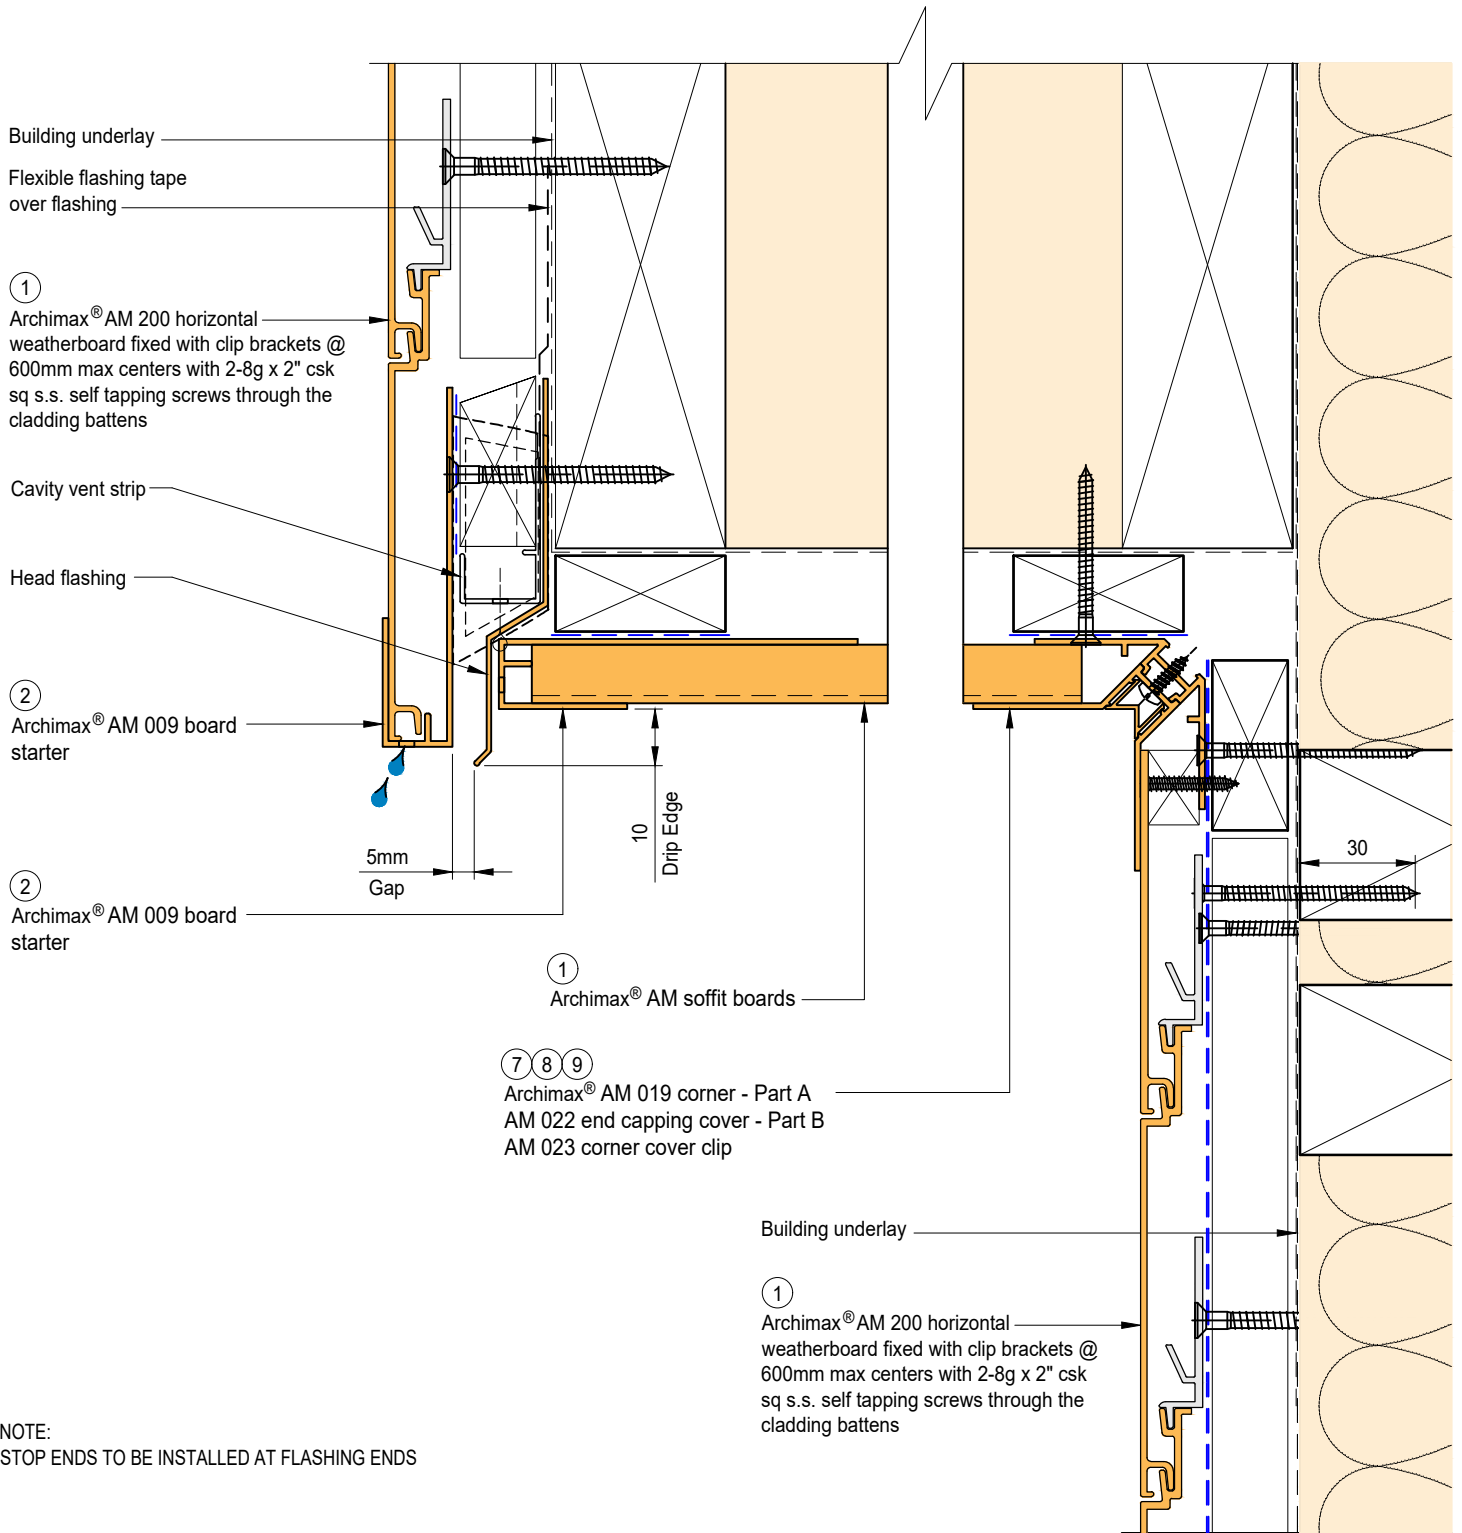 Building underlay
Flexible flashing tape
over flashing
1
Archimax® AM 200 horizontal
weatherboard fixed with clip brackets @
600mm max centers with 2-8g x 2" csk
sq s.s. self tapping screws through the
cladding battens
Cavity vent strip
Head flashing
2
Archimax® AM 009 board
starter
5mm
Gap
10
Drip Edge
30
2
Archimax® AM 009 board
starter
1
Archimax® AM soffit boards
7 8 9
Archimax® AM 019 corner - Part A
AM 022 end capping cover - Part B
AM 023 corner cover clip
Building underlay
1
Archimax® AM 200 horizontal
weatherboard fixed with clip brackets @
600mm max centers with 2-8g x 2" csk
sq s.s. self tapping screws through the
cladding battens
NOTE:
STOP ENDS TO BE INSTALLED AT FLASHING ENDS